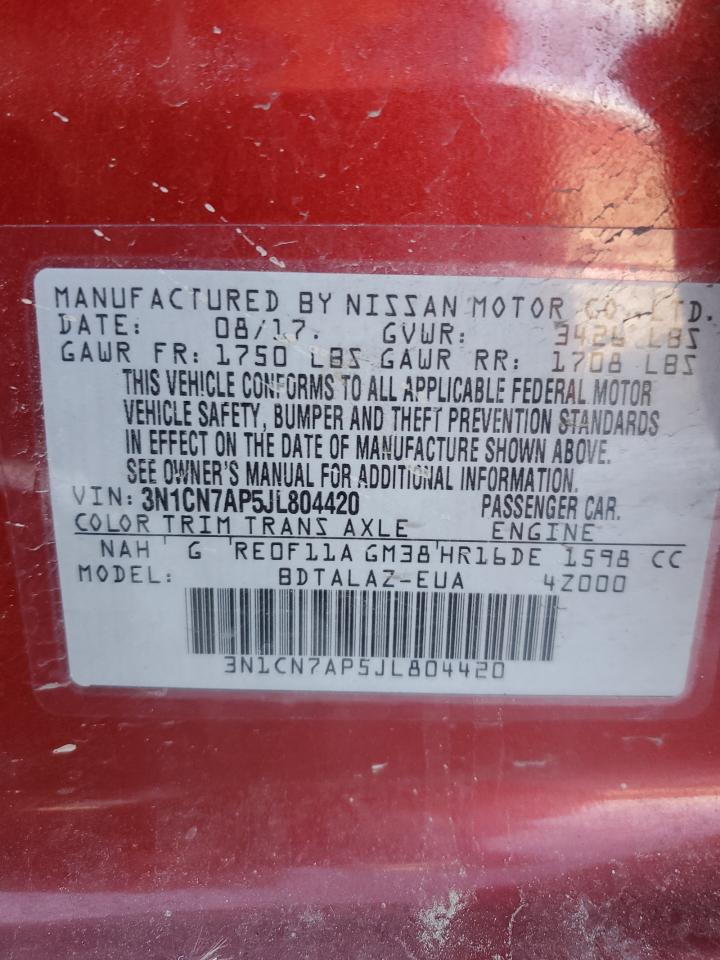 MANUFACTURED BY NISSAN MOTOR CO. LTD.
DATE: 08/17. GVWR: 3426 LBS
GAWR FR: 1750 LBS GAWR RR: 1708 LBS
THIS VEHICLE CONFORMS TO ALL APPLICABLE FEDERAL MOTOR
VEHICLE SAFETY, BUMPER AND THEFT PREVENTION STANDARDS
IN EFFECT ON THE DATE OF MANUFACTURE SHOWN ABOVE.
SEE OWNER'S MANUAL FOR ADDITIONAL INFORMATION.
VIN: 3N1CN7AP5JL804420 PASSENGER CAR.
COLOR TRIM TRANS AXLE ENGINE
NAH G RE0F11A GM38 HR16DE 1598 CC
MODEL: BDTALAZ-EUA 4Z000
3N1CN7AP5JL804420